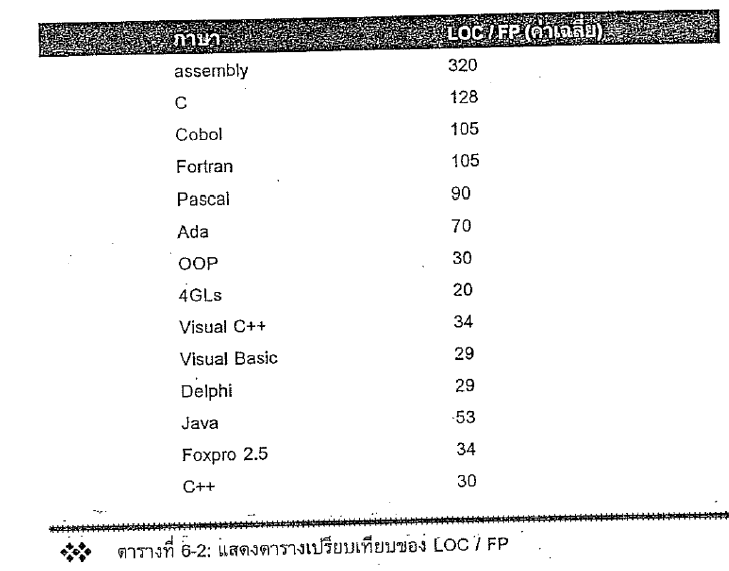 ภาษา LOC / FP (ค่าเฉลี่ย)
assembly 320
C 128
Cobol 105
Fortran 105
Pascal 90
Ada 70
OOP 30
4GLs 20
Visual C++ 34
Visual Basic 29
Delphi 29
Java 53
Foxpro 2.5 34
C++ 30
ตารางที่ 6-2: แสดงตารางเปรียบเทียบของ LOC / FP